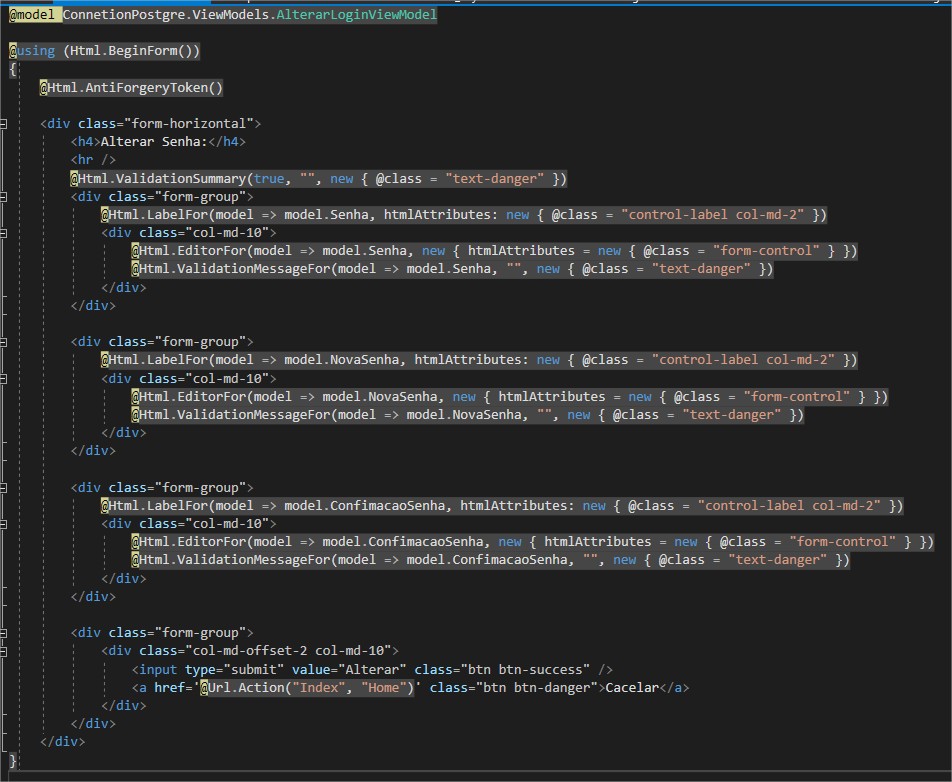 @model ConnetionPostgre.ViewModels.AlterarLoginViewModel
@using (Html.BeginForm())
{
@Html.AntiForgeryToken()
<div class="form-horizontal">
<h4>Alterar Senha:</h4>
<hr />
@Html.ValidationSummary(true, "", new { @class = "text-danger" })
<div class="form-group">
@Html.LabelFor(model => model.Senha, htmlAttributes: new { @class = "control-label col-md-2" })
<div class="col-md-10">
@Html.EditorFor(model => model.Senha, new { htmlAttributes = new { @class = "form-control" } })
@Html.ValidationMessageFor(model => model.Senha, "", new { @class = "text-danger" })
</div>
</div>
<div class="form-group">
@Html.LabelFor(model => model.NovaSenha, htmlAttributes: new { @class = "control-label col-md-2" })
<div class="col-md-10">
@Html.EditorFor(model => model.NovaSenha, new { htmlAttributes = new { @class = "form-control" } })
@Html.ValidationMessageFor(model => model.NovaSenha, "", new { @class = "text-danger" })
</div>
</div>
<div class="form-group">
@Html.LabelFor(model => model.ConfimacaoSenha, htmlAttributes: new { @class = "control-label col-md-2" })
<div class="col-md-10">
@Html.EditorFor(model => model.ConfimacaoSenha, new { htmlAttributes = new { @class = "form-control" } })
@Html.ValidationMessageFor(model => model.ConfimacaoSenha, "", new { @class = "text-danger" })
</div>
</div>
<div class="form-group">
<div class="col-md-offset-2 col-md-10">
<input type="submit" value="Alterar" class="btn btn-success" />
<a href='@Url.Action("Index", "Home")' class="btn btn-danger">Cacelar</a>
</div>
</div>
</div>
}